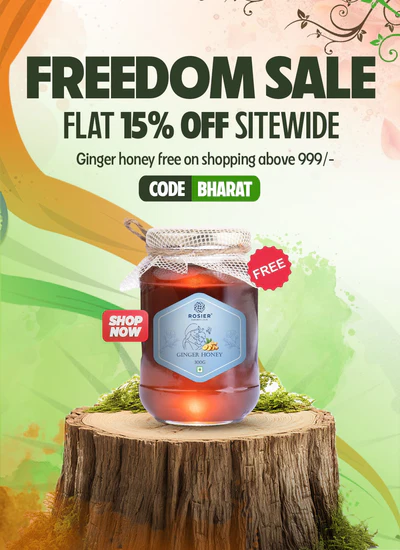 FREEDOM SALE
FLAT 15% OFF SITEWIDE
Ginger honey free on shopping above 999/-
CODE BHARAT
FREE
SHOP
NOW
ROSIER
GINGER HONEY